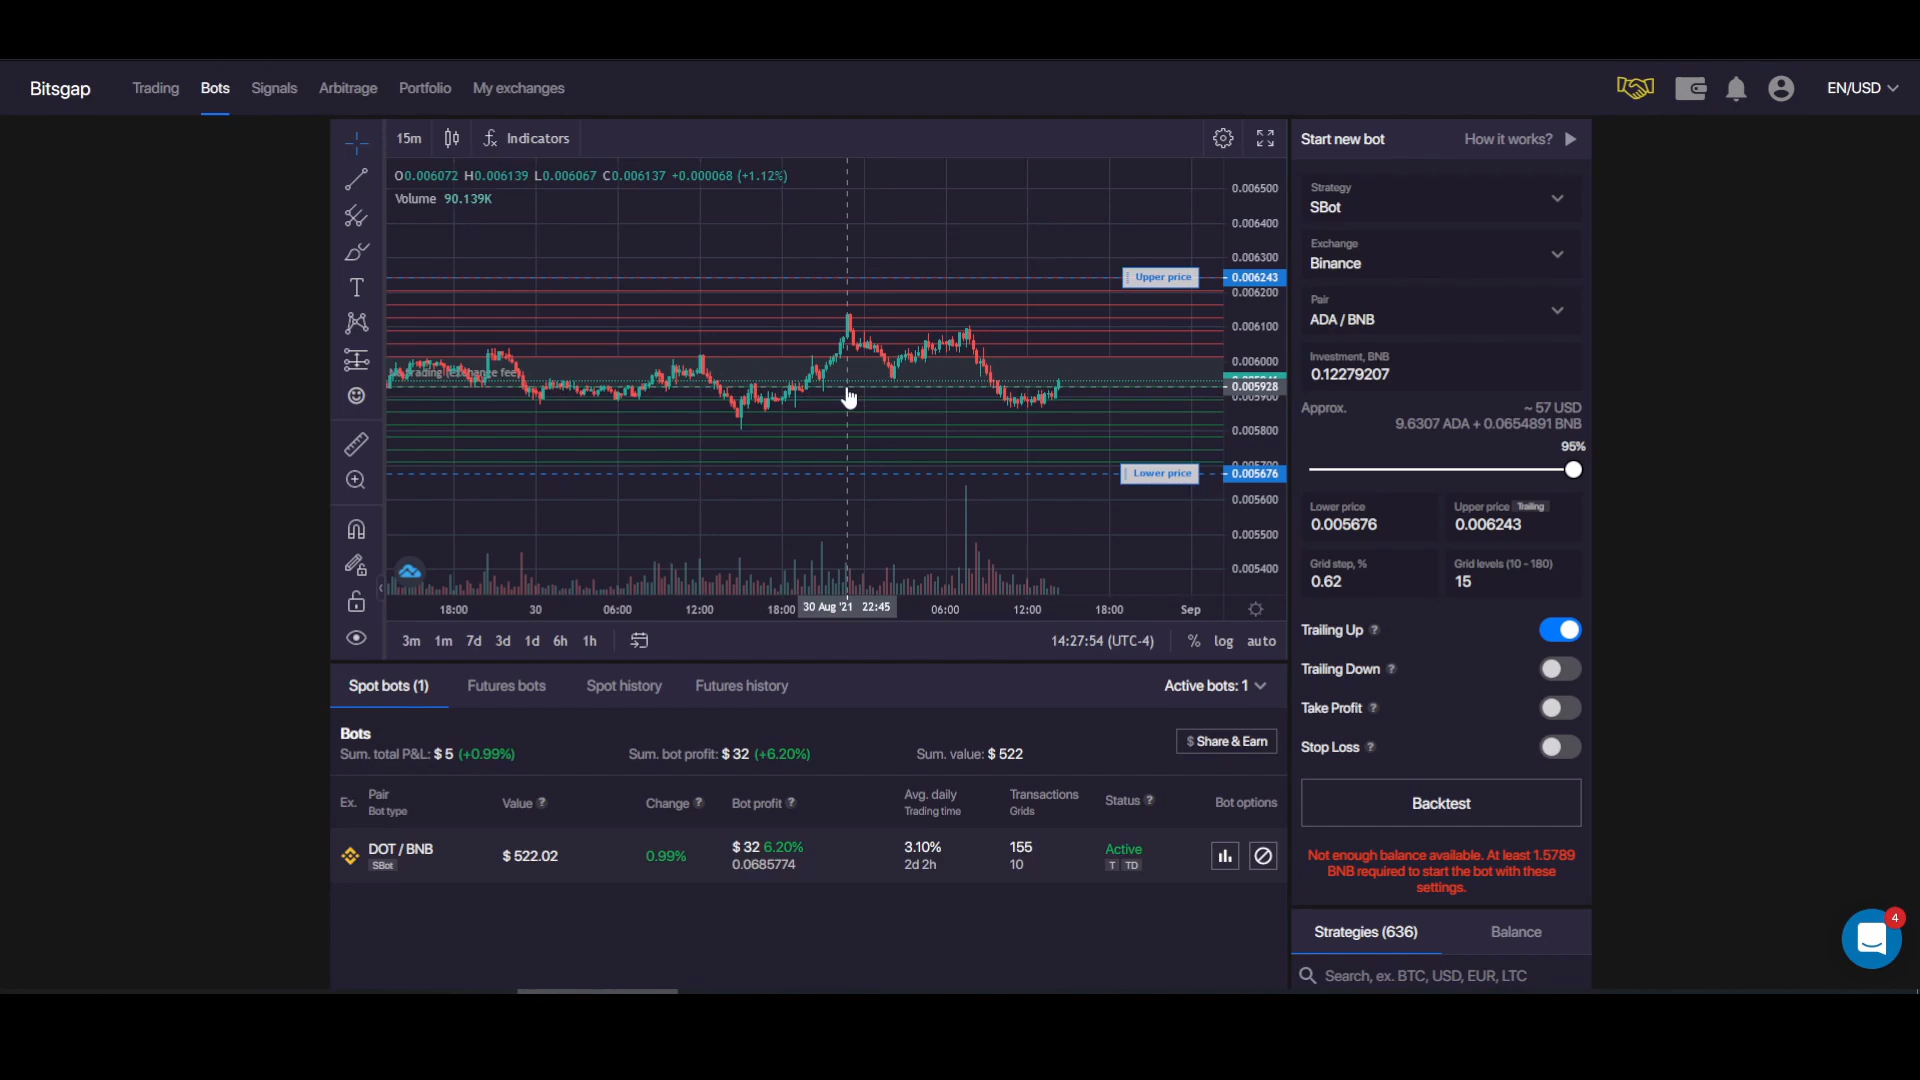 Bitsgap Trading Bots Signals Arbitrage Portfolio My exchanges EN/USD
15m Indicators
O0.006072 H0.006139 L0.006067 C0.006137 +0.000068 (+1.12%)
Volume 90.139K
0.006500
0.006400
0.006300
Upper price 0.006243
0.006200
0.006100
0.006000
trading (exchange fee)
0.005928
0.005900
0.005800
Lower price 0.005676
0.005600
0.005500
0.005400
18:00 30 06:00 12:00 18:00 30 Aug '21 22:45 06:00 12:00 18:00 Sep
3m 1m 7d 3d 1d 6h 1h 14:27:54 (UTC-4) % log auto
Spot bots (1) Futures bots Spot history Futures history Active bots: 1
Bots
Sum. total P&L: $ 5 (+0.99%) Sum. bot profit: $ 32 (+6.20%) Sum. value: $ 522 $ Share & Earn
Ex. Pair Value ? Change ? Bot profit ? Avg. daily Transactions Status ? Bot options
Bot type Trading time Grids
DOT / BNB $ 522.02 0.99% $ 32 6.20% 3.10% 155 Active
SBot 0.0685774 2d 2h 10 T TD
Start new bot How it works?
Strategy
SBot
Exchange
Binance
Pair
ADA / BNB
Investment, BNB
0.12279207
Approx. ~ 57 USD
9.6307 ADA + 0.0654891 BNB
95%
Lower price Upper price Trailing
0.005676 0.006243
Grid step, % Grid levels (10 - 180)
0.62 15
Trailing Up ?
Trailing Down ?
Take Profit ?
Stop Loss ?
Backtest
Not enough balance available. At least 1.5789
BNB required to start the bot with these
settings.
Strategies (636) Balance
Search, ex. BTC, USD, EUR, LTC
4